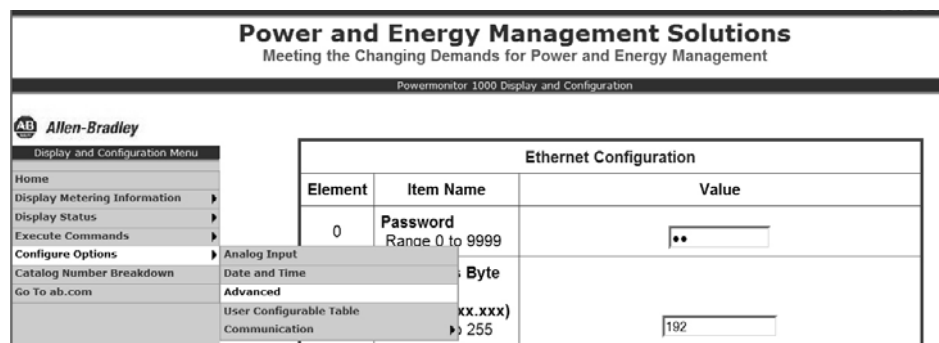 Power and Energy Management Solutions
Meeting the Changing Demands for Power and Energy Management
Powermonitor 1000 Display and Configuration
AB Allen-Bradley
Display and Configuration Menu
Home
Display Metering Information
Display Status
Execute Commands
Configure Options
Catalog Number Breakdown
Go To ab.com
Analog Input
Date and Time
Advanced
User Configurable Table
Communication
Ethernet Configuration
Element Item Name Value
0 Password
Range 0 to 9999
••
Byte
xx.xxx)
255
192